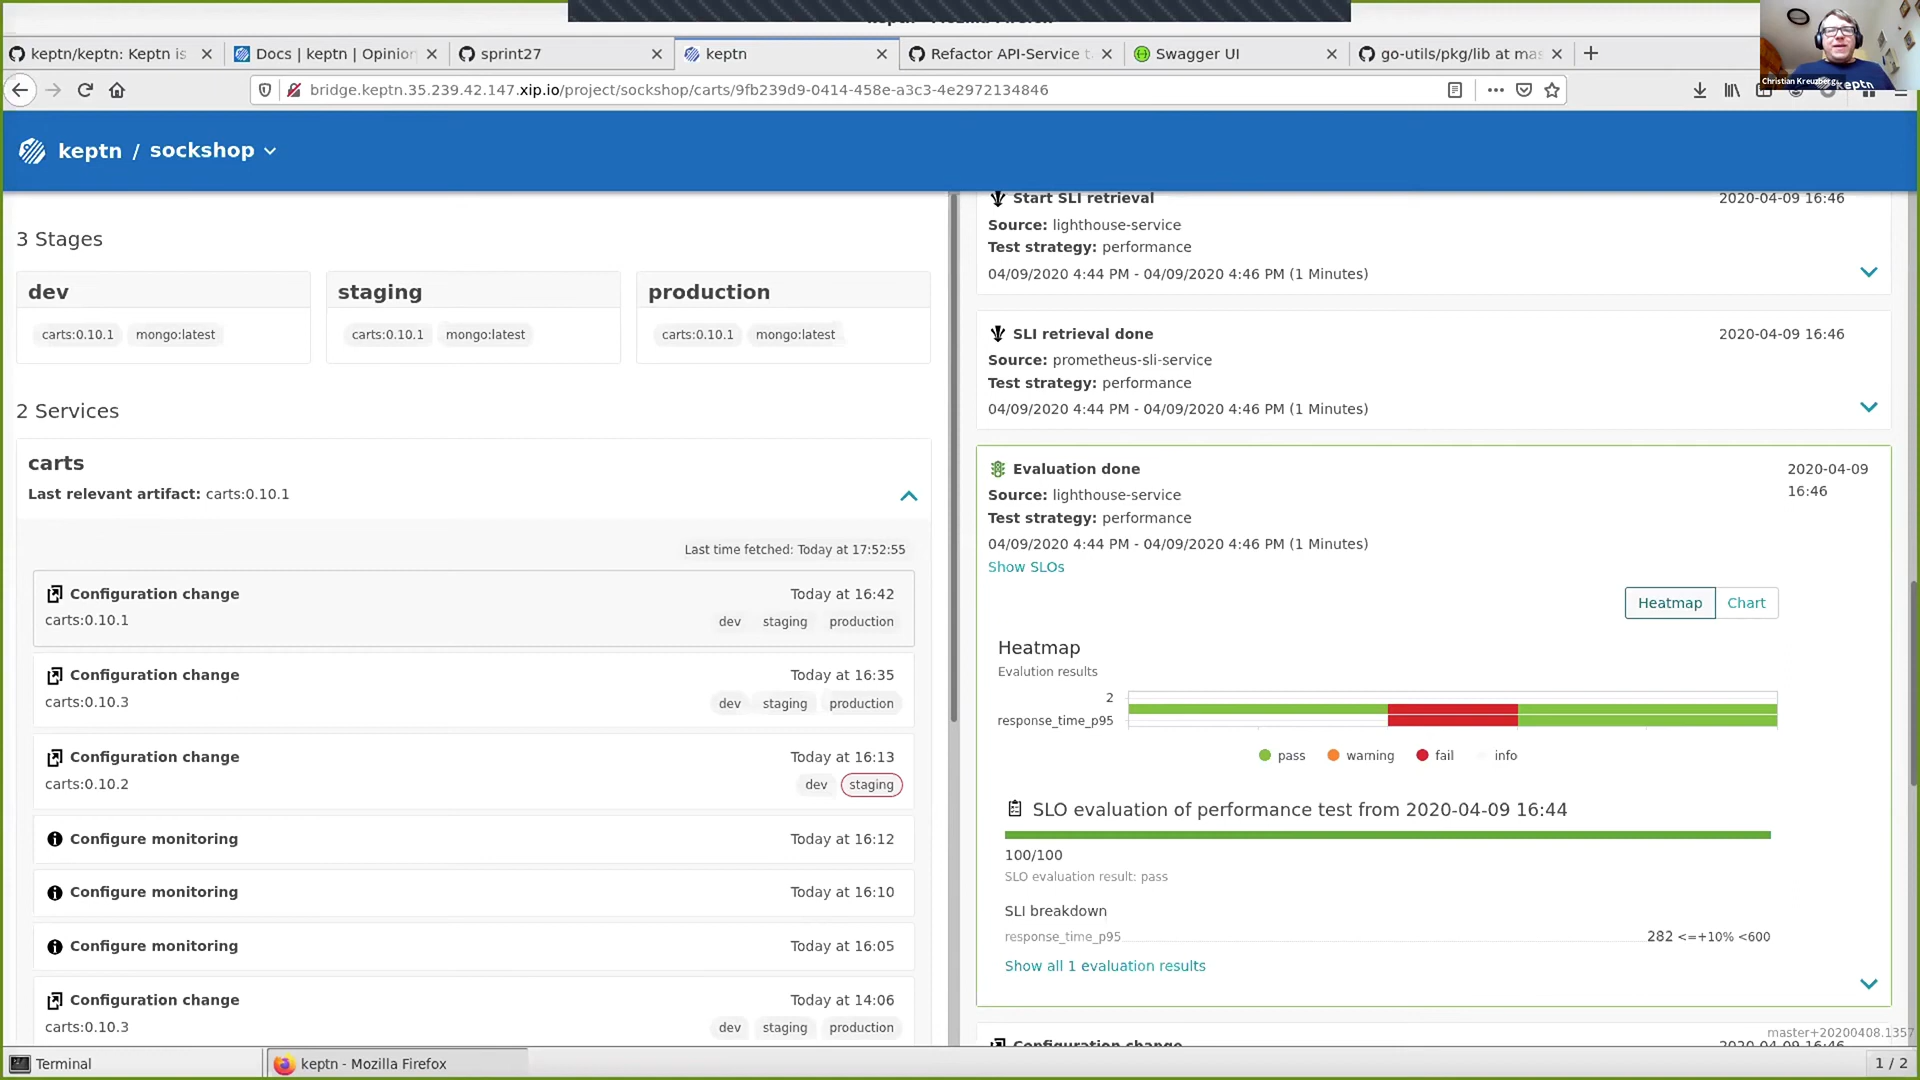 keptn/keptn: Keptn is
Docs | keptn | Opinio
sprint27
keptn
Refactor API-Service t
Swagger UI
go-utils/pkg/lib at mas
Christian Kreuzberg
keptn
bridge.keptn.35.239.42.147.xip.io/project/sockshop/carts/9fb239d9-0414-458e-a3c3-4e2972134846
keptn / sockshop
3 Stages
dev
carts:0.10.1 mongo:latest
staging
carts:0.10.1 mongo:latest
production
carts:0.10.1 mongo:latest
2 Services
carts
Last relevant artifact: carts:0.10.1
Last time fetched: Today at 17:52:55
Configuration change Today at 16:42
carts:0.10.1 dev staging production
Configuration change Today at 16:35
carts:0.10.3 dev staging production
Configuration change Today at 16:13
carts:0.10.2 dev staging
Configure monitoring Today at 16:12
Configure monitoring Today at 16:10
Configure monitoring Today at 16:05
Configuration change Today at 14:06
carts:0.10.3 dev staging production
Start SLI retrieval 2020-04-09 16:46
Source: lighthouse-service
Test strategy: performance
04/09/2020 4:44 PM - 04/09/2020 4:46 PM (1 Minutes)
SLI retrieval done 2020-04-09 16:46
Source: prometheus-sli-service
Test strategy: performance
04/09/2020 4:44 PM - 04/09/2020 4:46 PM (1 Minutes)
Evaluation done 2020-04-09
16:46
Source: lighthouse-service
Test strategy: performance
04/09/2020 4:44 PM - 04/09/2020 4:46 PM (1 Minutes)
Show SLOs
Heatmap Chart
Heatmap
Evalution results
2
response_time_p95
pass warning fail info
SLO evaluation of performance test from 2020-04-09 16:44
100/100
SLO evaluation result: pass
SLI breakdown
response_time_p95 282 <=+10% <600
Show all 1 evaluation results
master+20200408.1357
Configuration change 2020-04-09 16:46
Terminal
keptn - Mozilla Firefox
1 / 2